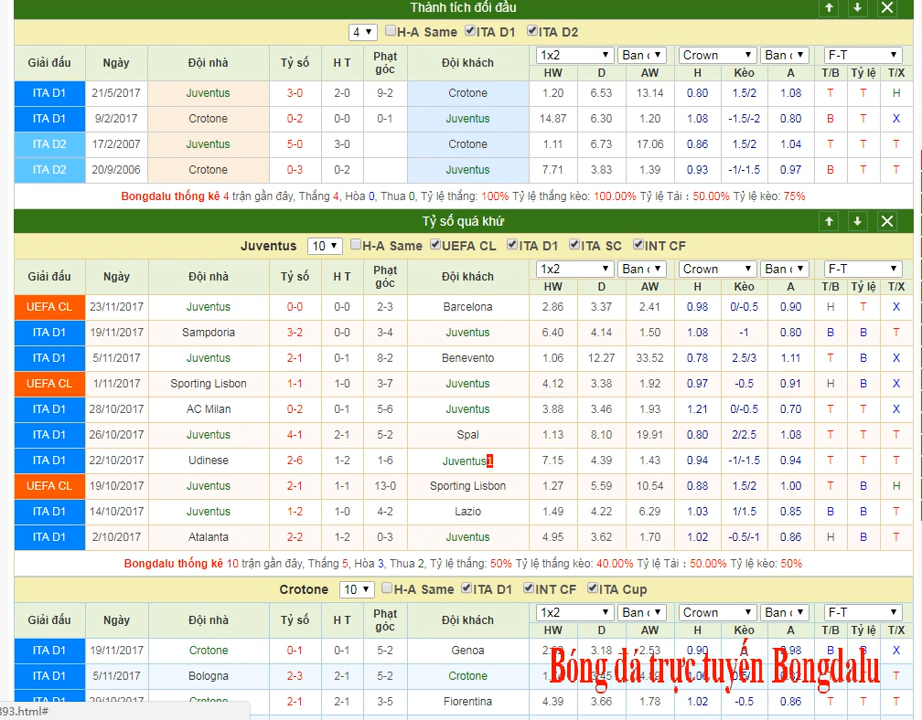 Thành tích đối đầu
4 H-A Same ITA D1 ITA D2
Giải đấu Ngày Đội nhà Tỷ số H T Phạt góc Đội khách 1x2 Ban c Crown Ban c F-T
HW D AW H Kèo A T/B Tỷ lệ T/X
ITA D1 21/5/2017 Juventus 3-0 2-0 9-2 Crotone 1.20 6.53 13.14 0.80 1.5/2 1.08 T T H
ITA D1 9/2/2017 Crotone 0-2 0-0 0-1 Juventus 14.87 6.30 1.20 1.08 -1.5/-2 0.80 B T X
ITA D2 17/2/2007 Juventus 5-0 3-0 Crotone 1.11 6.73 17.06 0.86 1.5/2 1.04 T T T
ITA D2 20/9/2006 Crotone 0-3 0-2 Juventus 7.71 3.83 1.39 0.93 -1/-1.5 0.97 B T T
Bongdalu thống kê 4 trận gần đây, Thắng 4, Hòa 0, Thua 0, Tỷ lệ thắng: 100% Tỷ lệ thắng kèo: 100.00% Tỷ lệ Tài : 50.00% Tỷ lệ kèo: 75%
Tỷ số quá khứ
Juventus 10 H-A Same UEFA CL ITA D1 ITA SC INT CF
Giải đấu Ngày Đội nhà Tỷ số H T Phạt góc Đội khách 1x2 Ban c Crown Ban c F-T
HW D AW H Kèo A T/B Tỷ lệ T/X
UEFA CL 23/11/2017 Juventus 0-0 0-0 2-3 Barcelona 2.86 3.37 2.41 0.98 0/-0.5 0.90 H T X
ITA D1 19/11/2017 Sampdoria 3-2 0-0 3-4 Juventus 6.40 4.14 1.50 1.08 -1 0.80 B B T
ITA D1 5/11/2017 Juventus 2-1 0-1 8-2 Benevento 1.06 12.27 33.52 0.78 2.5/3 1.11 T B X
UEFA CL 1/11/2017 Sporting Lisbon 1-1 1-0 3-7 Juventus 4.12 3.38 1.92 0.97 -0.5 0.91 H B X
ITA D1 28/10/2017 AC Milan 0-2 0-1 5-6 Juventus 3.88 3.46 1.93 1.21 0/-0.5 0.70 T T X
ITA D1 26/10/2017 Juventus 4-1 2-1 5-2 Spal 1.13 8.10 19.91 0.80 2/2.5 1.08 T T T
ITA D1 22/10/2017 Udinese 2-6 1-2 1-6 Juventus 1 7.15 4.39 1.43 0.94 -1/-1.5 0.94 T T T
UEFA CL 19/10/2017 Juventus 2-1 1-1 13-0 Sporting Lisbon 1.27 5.59 10.54 0.88 1.5/2 1.00 T B H
ITA D1 14/10/2017 Juventus 1-2 1-0 4-2 Lazio 1.49 4.22 6.29 1.03 1/1.5 0.85 B B T
ITA D1 2/10/2017 Atalanta 2-2 1-2 0-3 Juventus 4.95 3.62 1.70 1.02 -0.5/-1 0.86 H B T
Bongdalu thống kê 10 trận gần đây, Thắng 5, Hòa 3, Thua 2, Tỷ lệ thắng: 50% Tỷ lệ thắng kèo: 40.00% Tỷ lệ Tài : 50.00% Tỷ lệ kèo: 50%
Crotone 10 H-A Same ITA D1 INT CF ITA Cup
Giải đấu Ngày Đội nhà Tỷ số H T Phạt góc Đội khách 1x2 Ban c Crown Ban c F-T
HW D AW H Kèo A T/B Tỷ lệ T/X
ITA D1 19/11/2017 Crotone 0-1 0-1 5-2 Genoa 3.18 2.53 0.90 0.98 B B X
Bóng đá trực tuyến Bongdalu
ITA D1 5/11/2017 Bologna 2-3 2-1 5-2 Crotone T T T
ITA D1 29/10/2017 Crotone 2-1 2-1 3-5 Fiorentina 4.39 3.66 1.78 1.02 -0.5 0.86 T T T
393.html#